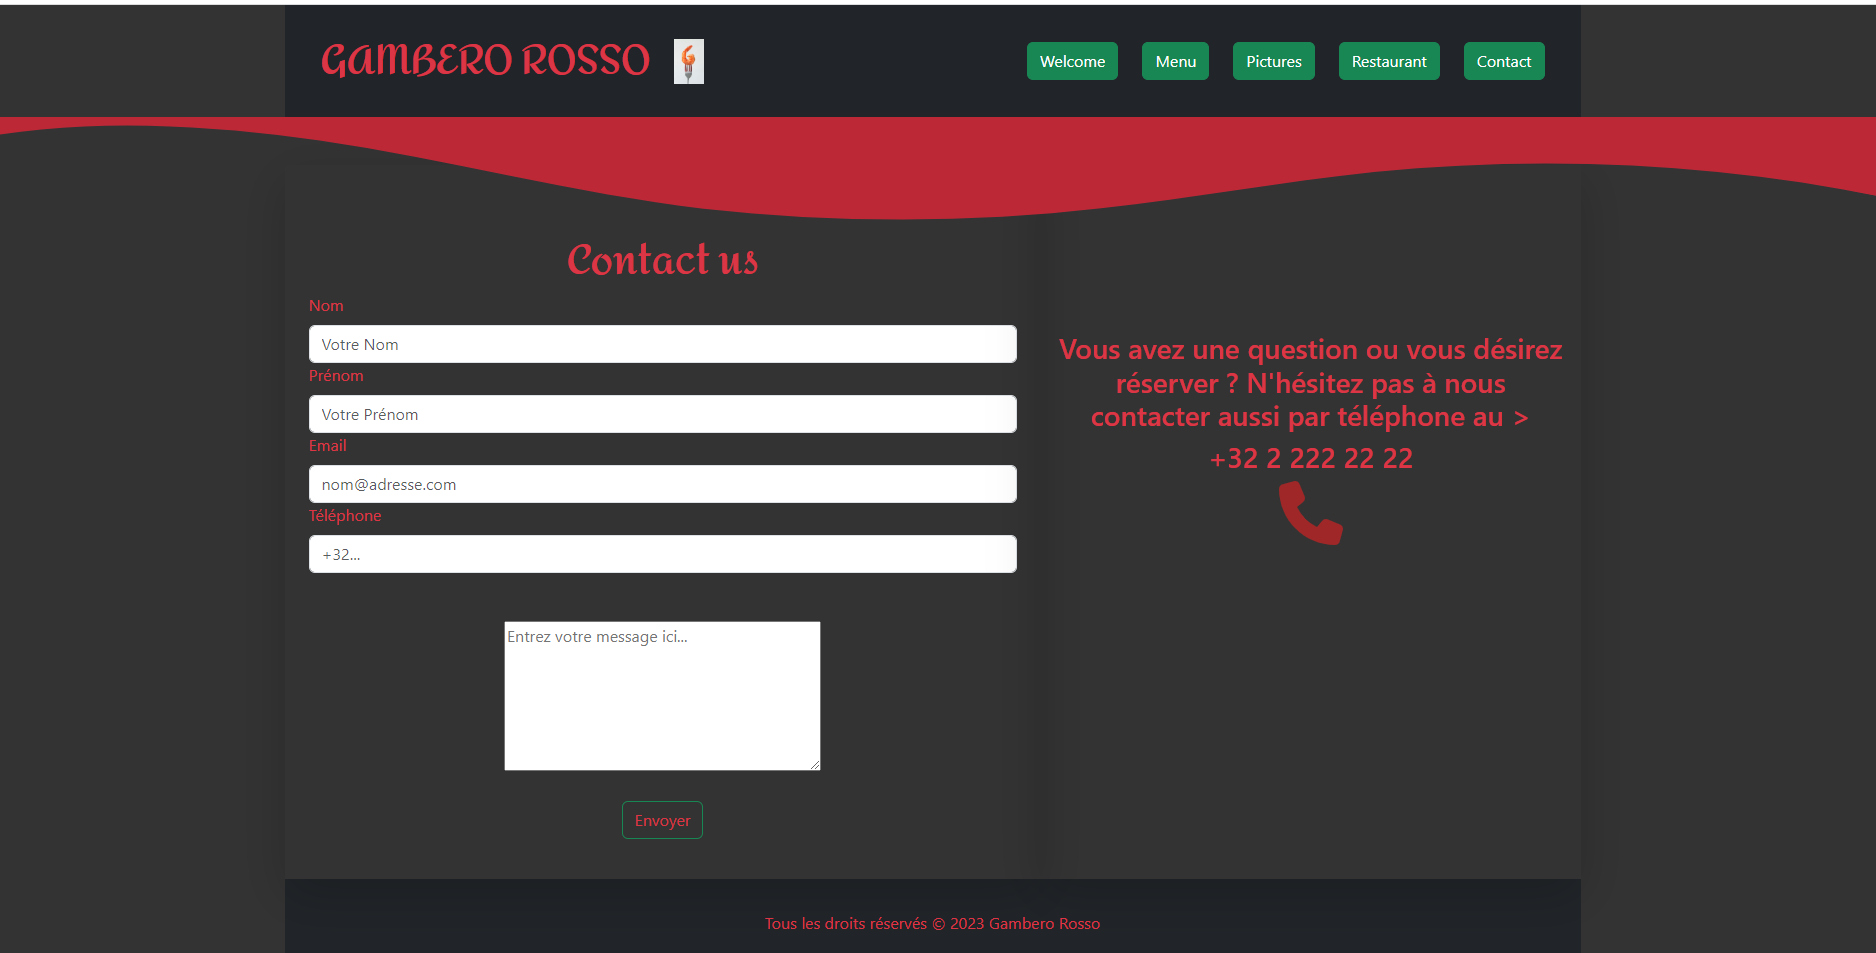 GAMBERO ROSSO
Welcome
Menu
Pictures
Restaurant
Contact
Contact us
Nom
Votre Nom
Prénom
Votre Prénom
Email
nom@adresse.com
Téléphone
+32...
Entrez votre message ici...
Envoyer
Vous avez une question ou vous désirez
réserver ? N'hésitez pas à nous
contacter aussi par téléphone au >
+32 2 222 22 22
Tous les droits réservés © 2023 Gambero Rosso